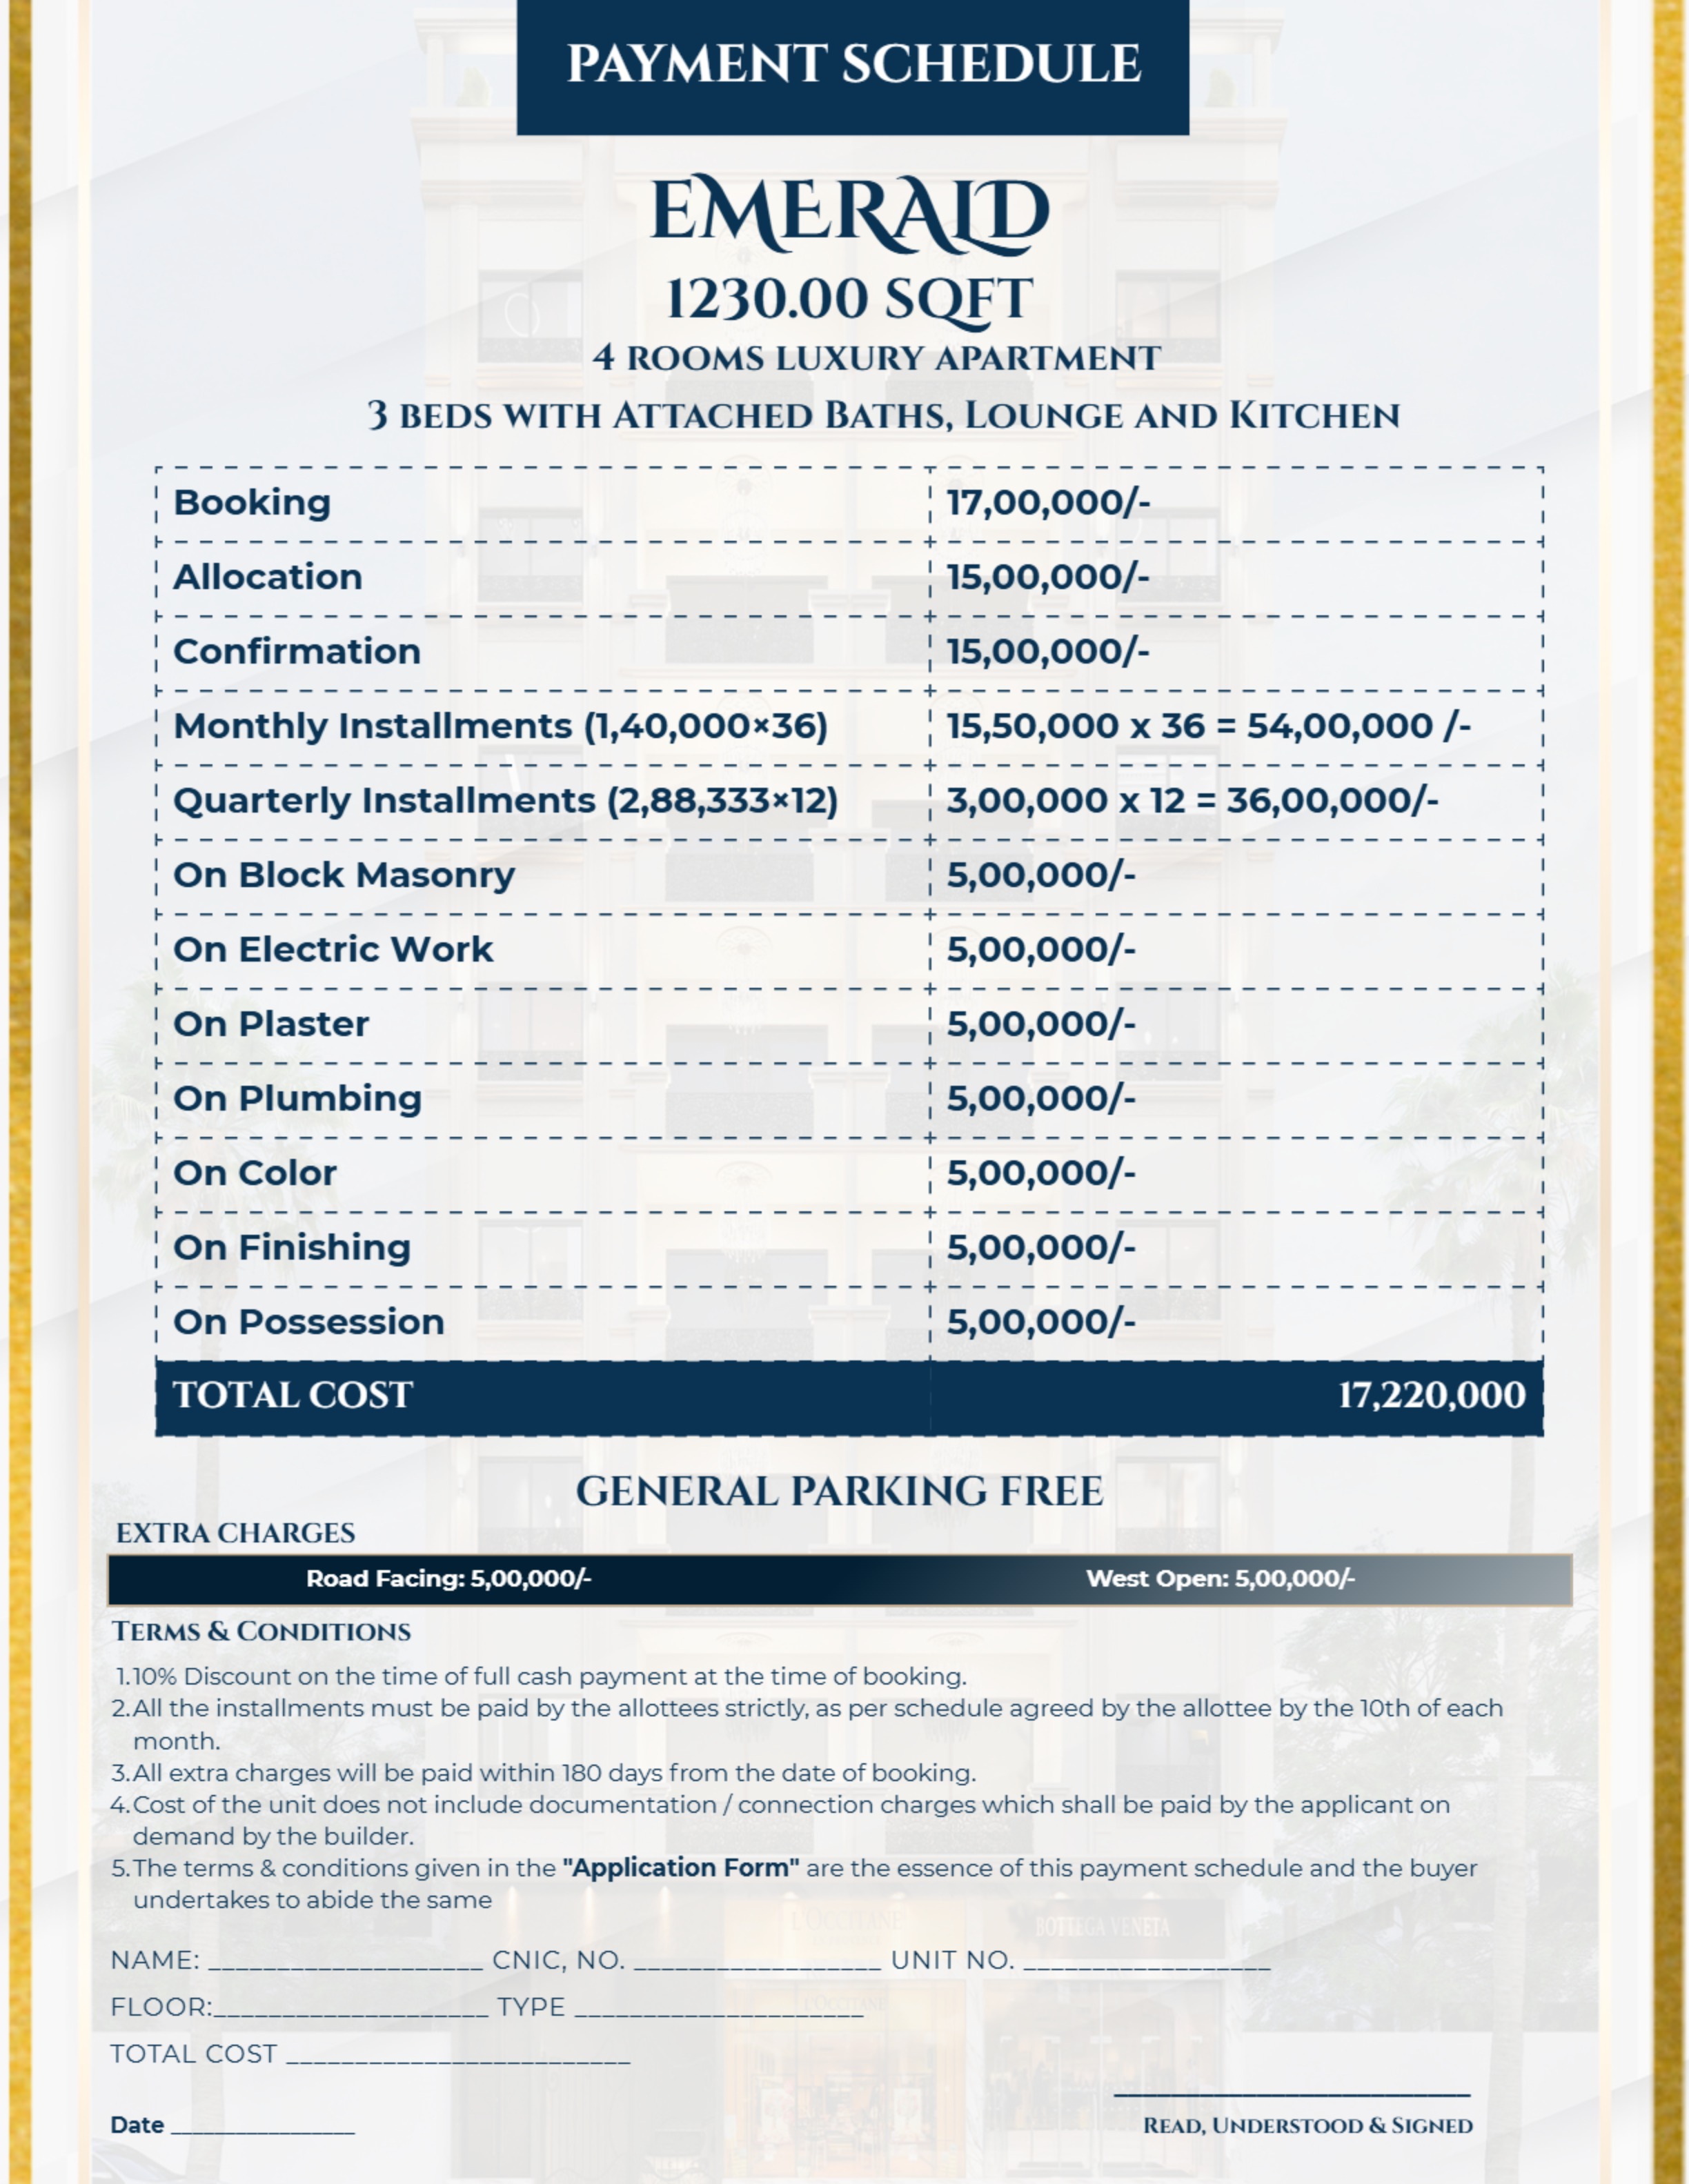 PAYMENT SCHEDULE
EMERALD
1230.00 SQFT
4 ROOMS LUXURY APARTMENT
3 BEDS WITH ATTACHED BATHS, LOUNGE AND KITCHEN
Booking 17,00,000/-
Allocation 15,00,000/-
Confirmation 15,00,000/-
Monthly Installments (1,40,000×36) 15,50,000 x 36 = 54,00,000 /-
Quarterly Installments (2,88,333×12) 3,00,000 x 12 = 36,00,000/-
On Block Masonry 5,00,000/-
On Electric Work 5,00,000/-
On Plaster 5,00,000/-
On Plumbing 5,00,000/-
On Color 5,00,000/-
On Finishing 5,00,000/-
On Possession 5,00,000/-
TOTAL COST 17,220,000
GENERAL PARKING FREE
EXTRA CHARGES
Road Facing: 5,00,000/- West Open: 5,00,000/-
TERMS & CONDITIONS
1.10% Discount on the time of full cash payment at the time of booking.
2.All the installments must be paid by the allottees strictly, as per schedule agreed by the allottee by the 10th of each
month.
3.All extra charges will be paid within 180 days from the date of booking.
4.Cost of the unit does not include documentation / connection charges which shall be paid by the applicant on
demand by the builder.
5.The terms & conditions given in the "Application Form" are the essence of this payment schedule and the buyer
undertakes to abide the same
L'OCCITANE BOTTEGA VENETA
NAME: ____________________ CNIC, NO. __________________ UNIT NO. __________________
L'OCCITANE
FLOOR:____________________ TYPE _____________________
TOTAL COST _________________________
Date ________________
READ, UNDERSTOOD & SIGNED